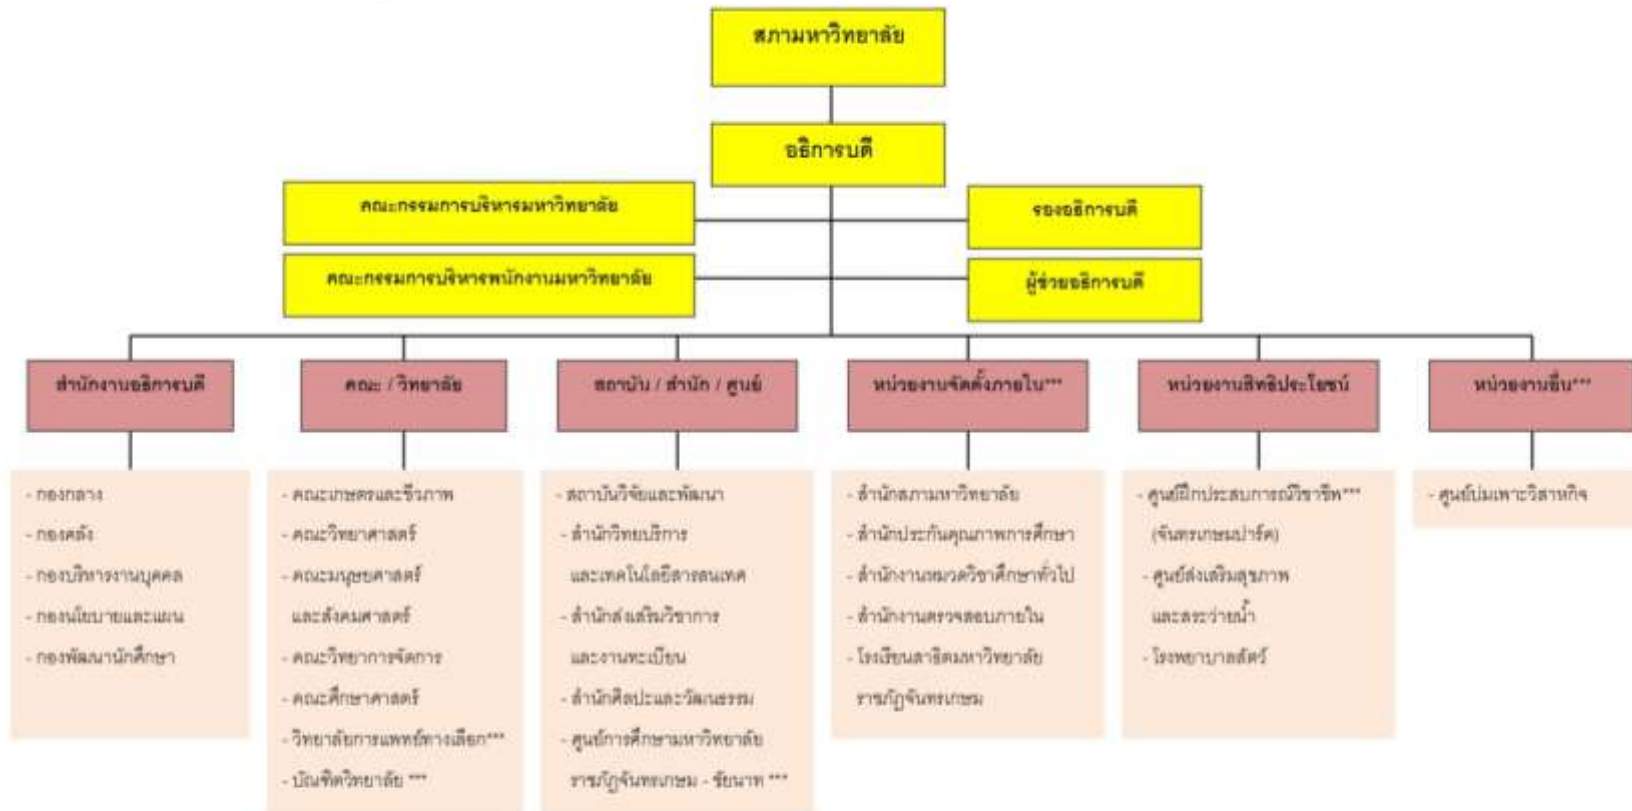 สภามหาวิทยาลัย
อธิการบดี
คณะกรรมการบริหารมหาวิทยาลัย
รองอธิการบดี
คณะกรรมการบริหารพนักงานมหาวิทยาลัย
ผู้ช่วยอธิการบดี
สำนักงานอธิการบดี
คณะ / วิทยาลัย
สถาบัน / สำนัก / ศูนย์
หน่วยงานจัดตั้งภายใน***
หน่วยงานสิทธิประโยชน์
หน่วยงานอื่น***
- กองกลาง
- กองคลัง
- กองบริหารงานบุคคล
- กองนโยบายและแผน
- กองพัฒนานักศึกษา
- คณะเกษตรและชีวภาพ
- คณะวิทยาศาสตร์
- คณะมนุษยศาสตร์
และสังคมศาสตร์
- คณะวิทยาการจัดการ
- คณะศึกษาศาสตร์
- วิทยาลัยการแพทย์ทางเลือก***
- บัณฑิตวิทยาลัย ***
- สถาบันวิจัยและพัฒนา
- สำนักวิทยบริการ
และเทคโนโลยีสารสนเทศ
- สำนักส่งเสริมวิชาการ
และงานทะเบียน
- สำนักศิลปะและวัฒนธรรม
- ศูนย์การศึกษามหาวิทยาลัย
ราชภัฏจันทรเกษม - ชัยนาท ***
- สำนักสภามหาวิทยาลัย
- สำนักประกันคุณภาพการศึกษา
- สำนักงานหมวดวิชาศึกษาทั่วไป
- สำนักงานตรวจสอบภายใน
- โรงเรียนสาธิตมหาวิทยาลัย
ราชภัฏจันทรเกษม
- ศูนย์ฝึกประสบการณ์วิชาชีพ***
(จันทรเกษมปาร์ค)
- ศูนย์ส่งเสริมสุขภาพ
และสระว่ายน้ำ
- โรงพยาบาลสัตว์
- ศูนย์บ่มเพาะวิสาหกิจ